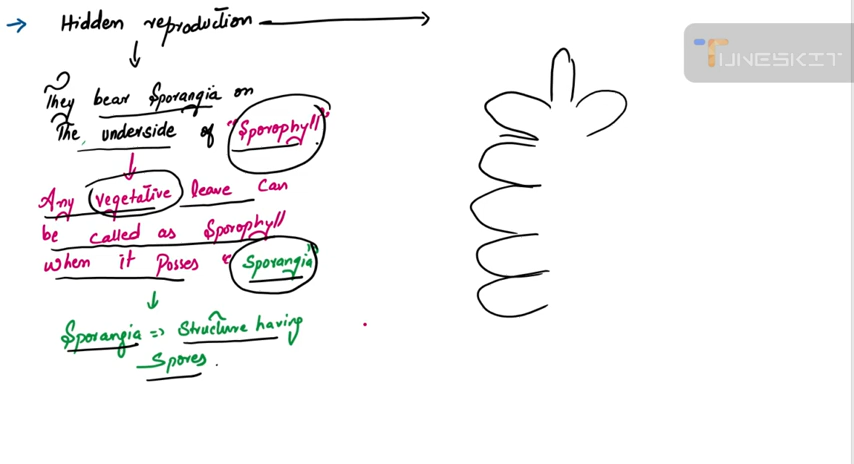 → Hidden reproduction →
They bear Sporangia on
The underside of "Sporophyll".
Any vegetative leave can
be called as Sporophyll
when it Posses "Sporangia"
Sporangia => Structure having
Spores.
TUNESKIT